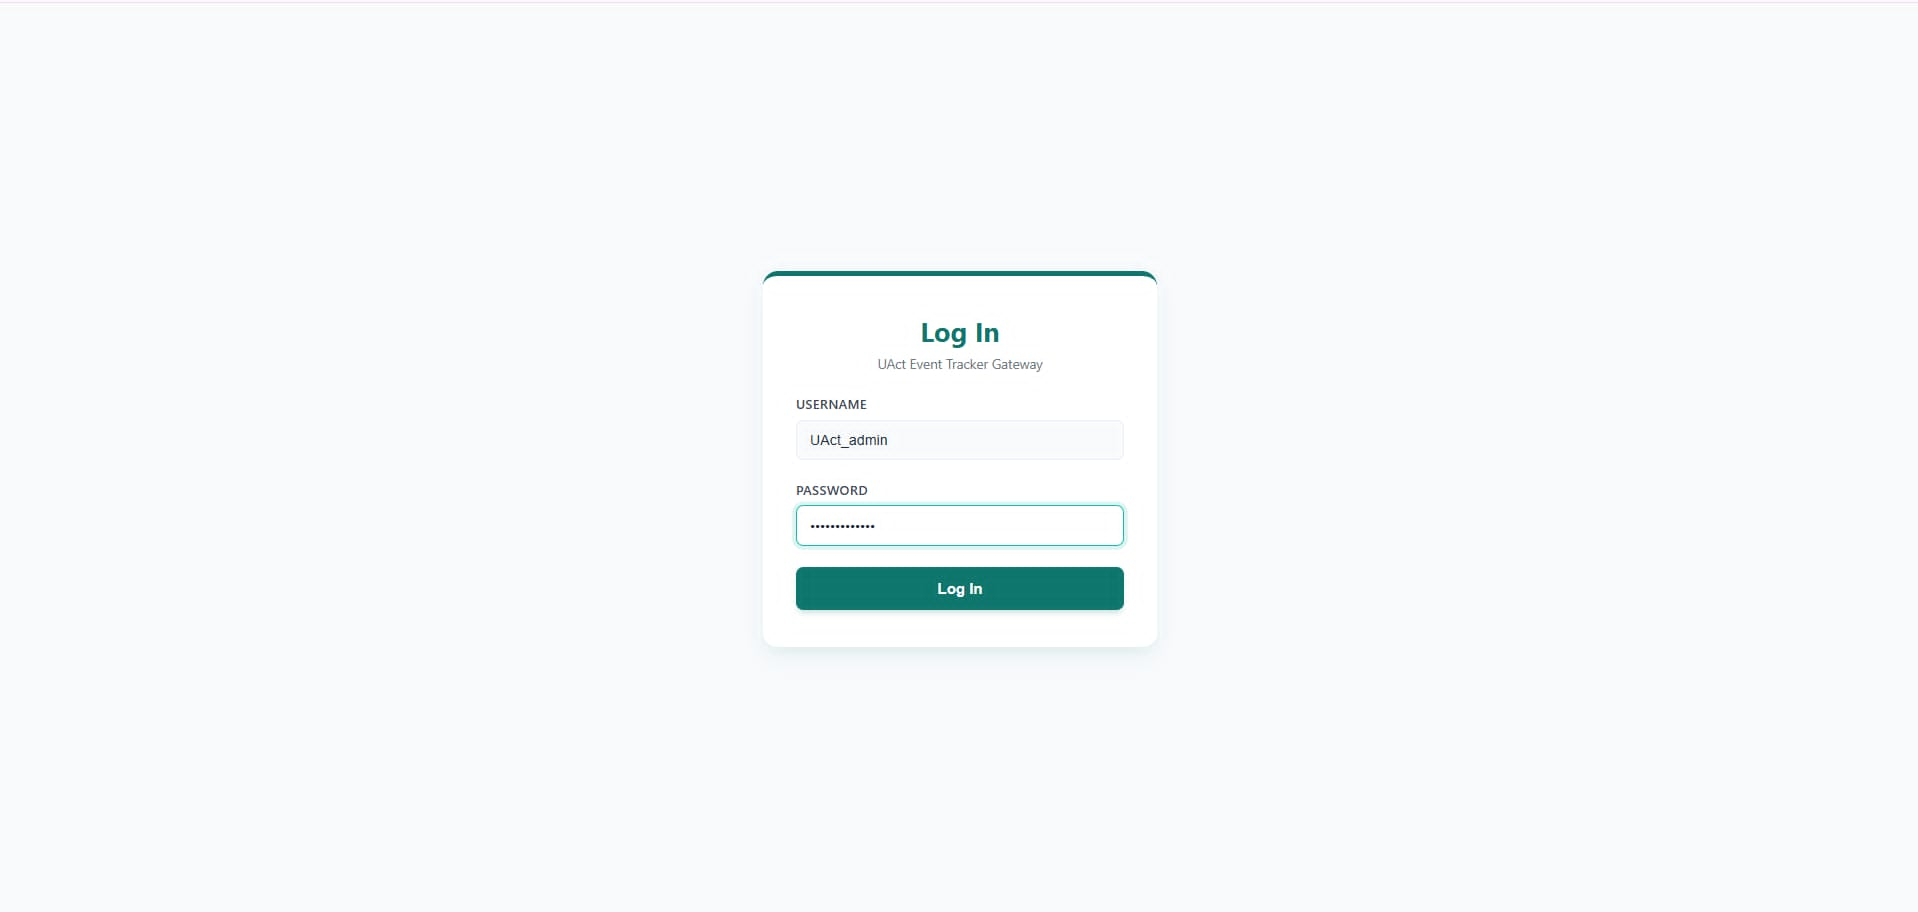 Log In
UAct Event Tracker Gateway
USERNAME
UAct_admin
PASSWORD
•••••••••••••
Log In